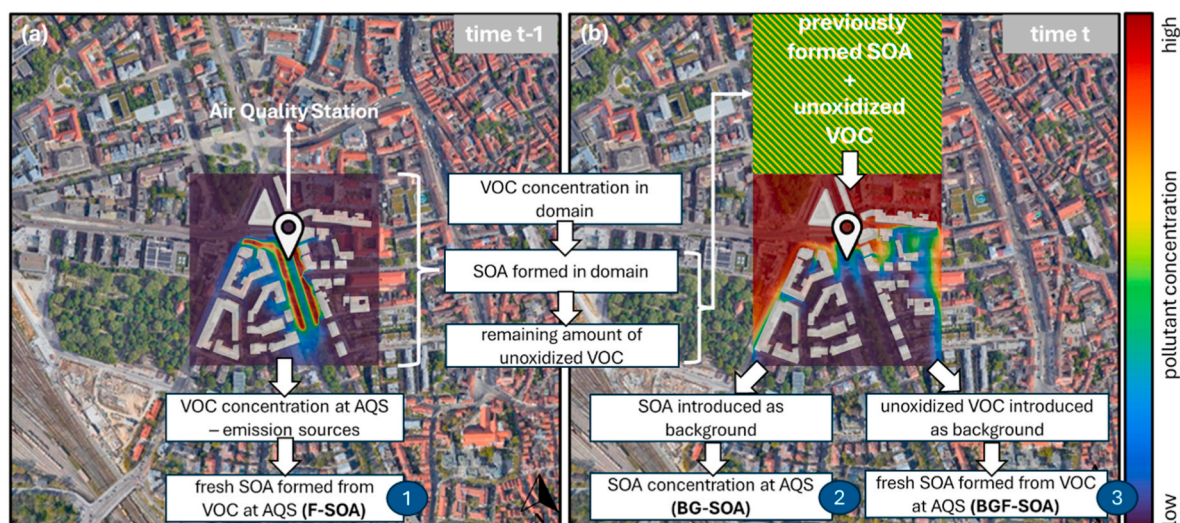 (a)
time t-1
Air Quality Station
VOC concentration at AQS
– emission sources
fresh SOA formed from
VOC at AQS (F-SOA)
1
VOC concentration in
domain
SOA formed in domain
remaining amount of
unoxidized VOC
(b)
time t
previously
formed SOA
+
unoxidized
VOC
SOA introduced as
background
SOA concentration at AQS
(BG-SOA)
2
unoxidized VOC introduced
as background
fresh SOA formed from VOC
at AQS (BGF-SOA)
3
high
pollutant concentration
low